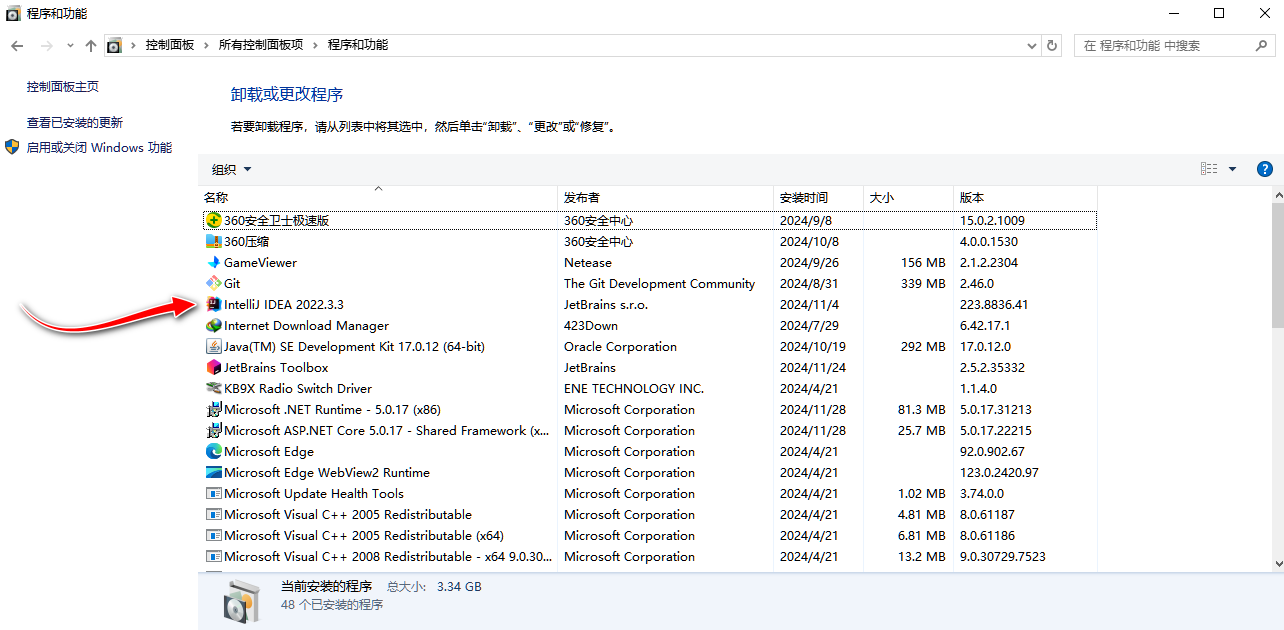 程序和功能
控制面板 › 所有控制面板项 › 程序和功能
在 程序和功能 中搜索
控制面板主页
查看已安装的更新
启用或关闭 Windows 功能
卸载或更改程序
若要卸载程序，请从列表中将其选中，然后单击“卸载”、“更改”或“修复”。
组织
名称 发布者 安装时间 大小 版本
360安全卫士极速版 360安全中心 2024/9/8 15.0.2.1009
360压缩 360安全中心 2024/10/8 4.0.0.1530
GameViewer Netease 2024/9/26 156 MB 2.1.2.2304
Git The Git Development Community 2024/8/31 339 MB 2.46.0
IntelliJ IDEA 2022.3.3 JetBrains s.r.o. 2024/11/4 223.8836.41
Internet Download Manager 423Down 2024/7/29 6.42.17.1
Java(TM) SE Development Kit 17.0.12 (64-bit) Oracle Corporation 2024/10/19 292 MB 17.0.12.0
JetBrains Toolbox JetBrains 2024/11/24 2.5.2.35332
KB9X Radio Switch Driver ENE TECHNOLOGY INC. 2024/4/21 1.1.4.0
Microsoft .NET Runtime - 5.0.17 (x86) Microsoft Corporation 2024/11/28 81.3 MB 5.0.17.31213
Microsoft ASP.NET Core 5.0.17 - Shared Framework (x... Microsoft Corporation 2024/11/28 25.7 MB 5.0.17.22215
Microsoft Edge Microsoft Corporation 2024/4/21 92.0.902.67
Microsoft Edge WebView2 Runtime Microsoft Corporation 2024/4/21 123.0.2420.97
Microsoft Update Health Tools Microsoft Corporation 2024/4/21 1.02 MB 3.74.0.0
Microsoft Visual C++ 2005 Redistributable Microsoft Corporation 2024/4/21 4.81 MB 8.0.61187
Microsoft Visual C++ 2005 Redistributable (x64) Microsoft Corporation 2024/4/21 6.81 MB 8.0.61186
Microsoft Visual C++ 2008 Redistributable - x64 9.0.30... Microsoft Corporation 2024/4/21 13.2 MB 9.0.30729.7523
当前安装的程序 总大小: 3.34 GB
48 个已安装的程序